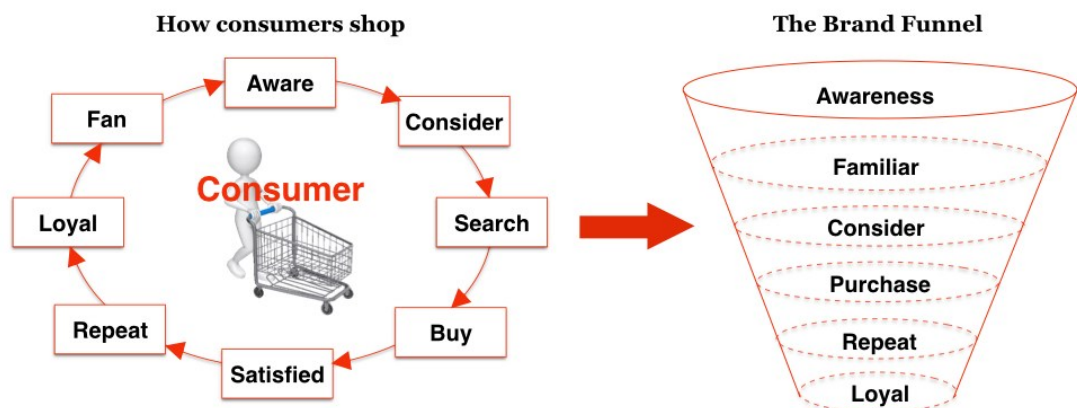 How consumers shop
Aware
Consider
Search
Buy
Satisfied
Repeat
Loyal
Fan
Consumer
The Brand Funnel
Awareness
Familiar
Consider
Purchase
Repeat
Loyal